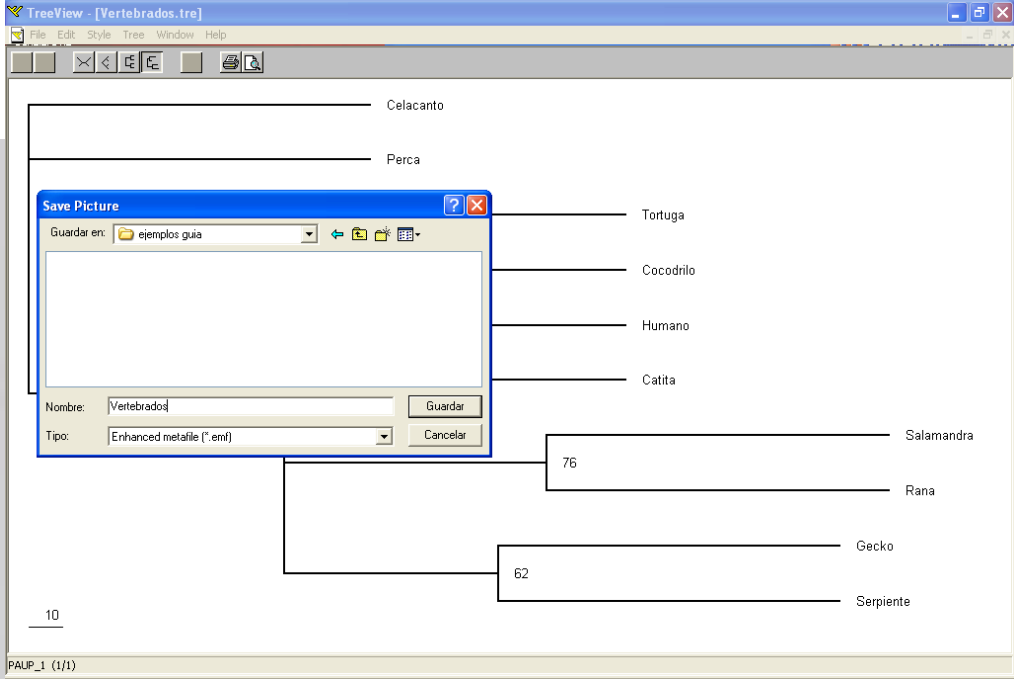 TreeView - [Vertebrados.tre]
File Edit Style Tree Window Help
Celacanto
Perca
Save Picture
Guardar en: ejemplos guia
Tortuga
Cocodrilo
Humano
Catita
Nombre: Vertebrados Guardar
Tipo: Enhanced metafile (*.emf) Cancelar
Salamandra
76
Rana
Gecko
62
Serpiente
10
PAUP_1 (1/1)